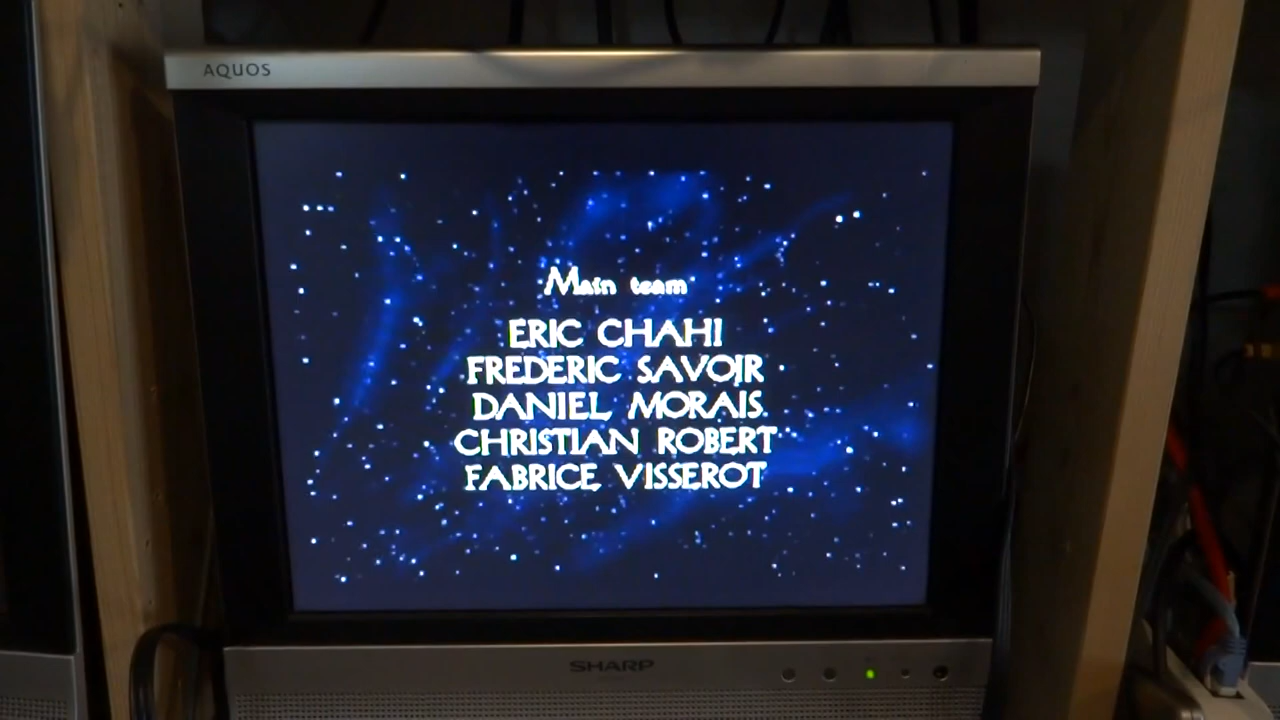 AQUOS
Main team
ERIC CHAHI
FREDERIC SAVOIR
DANIEL MORAIS
CHRISTIAN ROBERT
FABRICE VISSEROT
SHARP